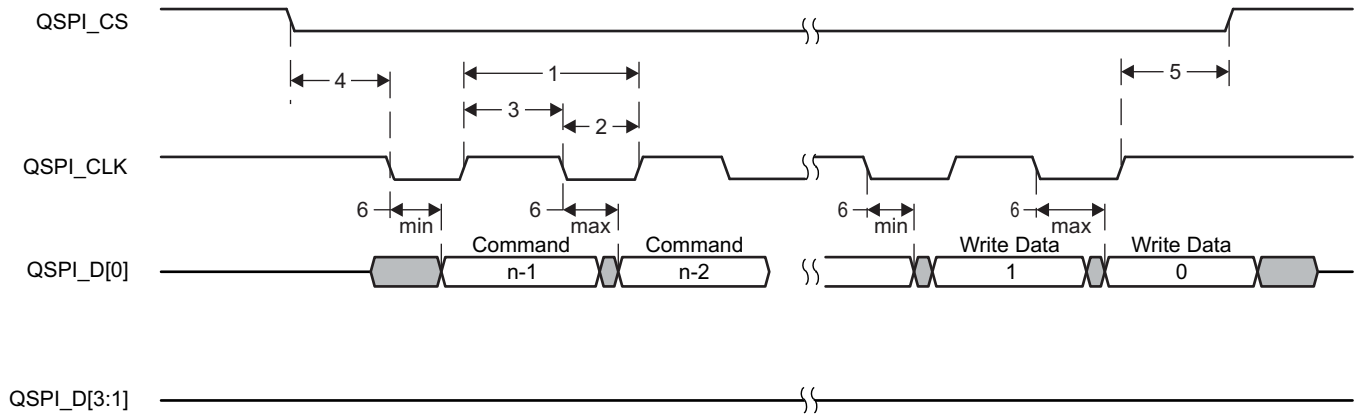 QSPI_CS
4
1
5
3
2
QSPI_CLK
6
min
6
max
6
min
6
max
QSPI_D[0]
Command
n-1
Command
n-2
Write Data
1
Write Data
0
QSPI_D[3:1]